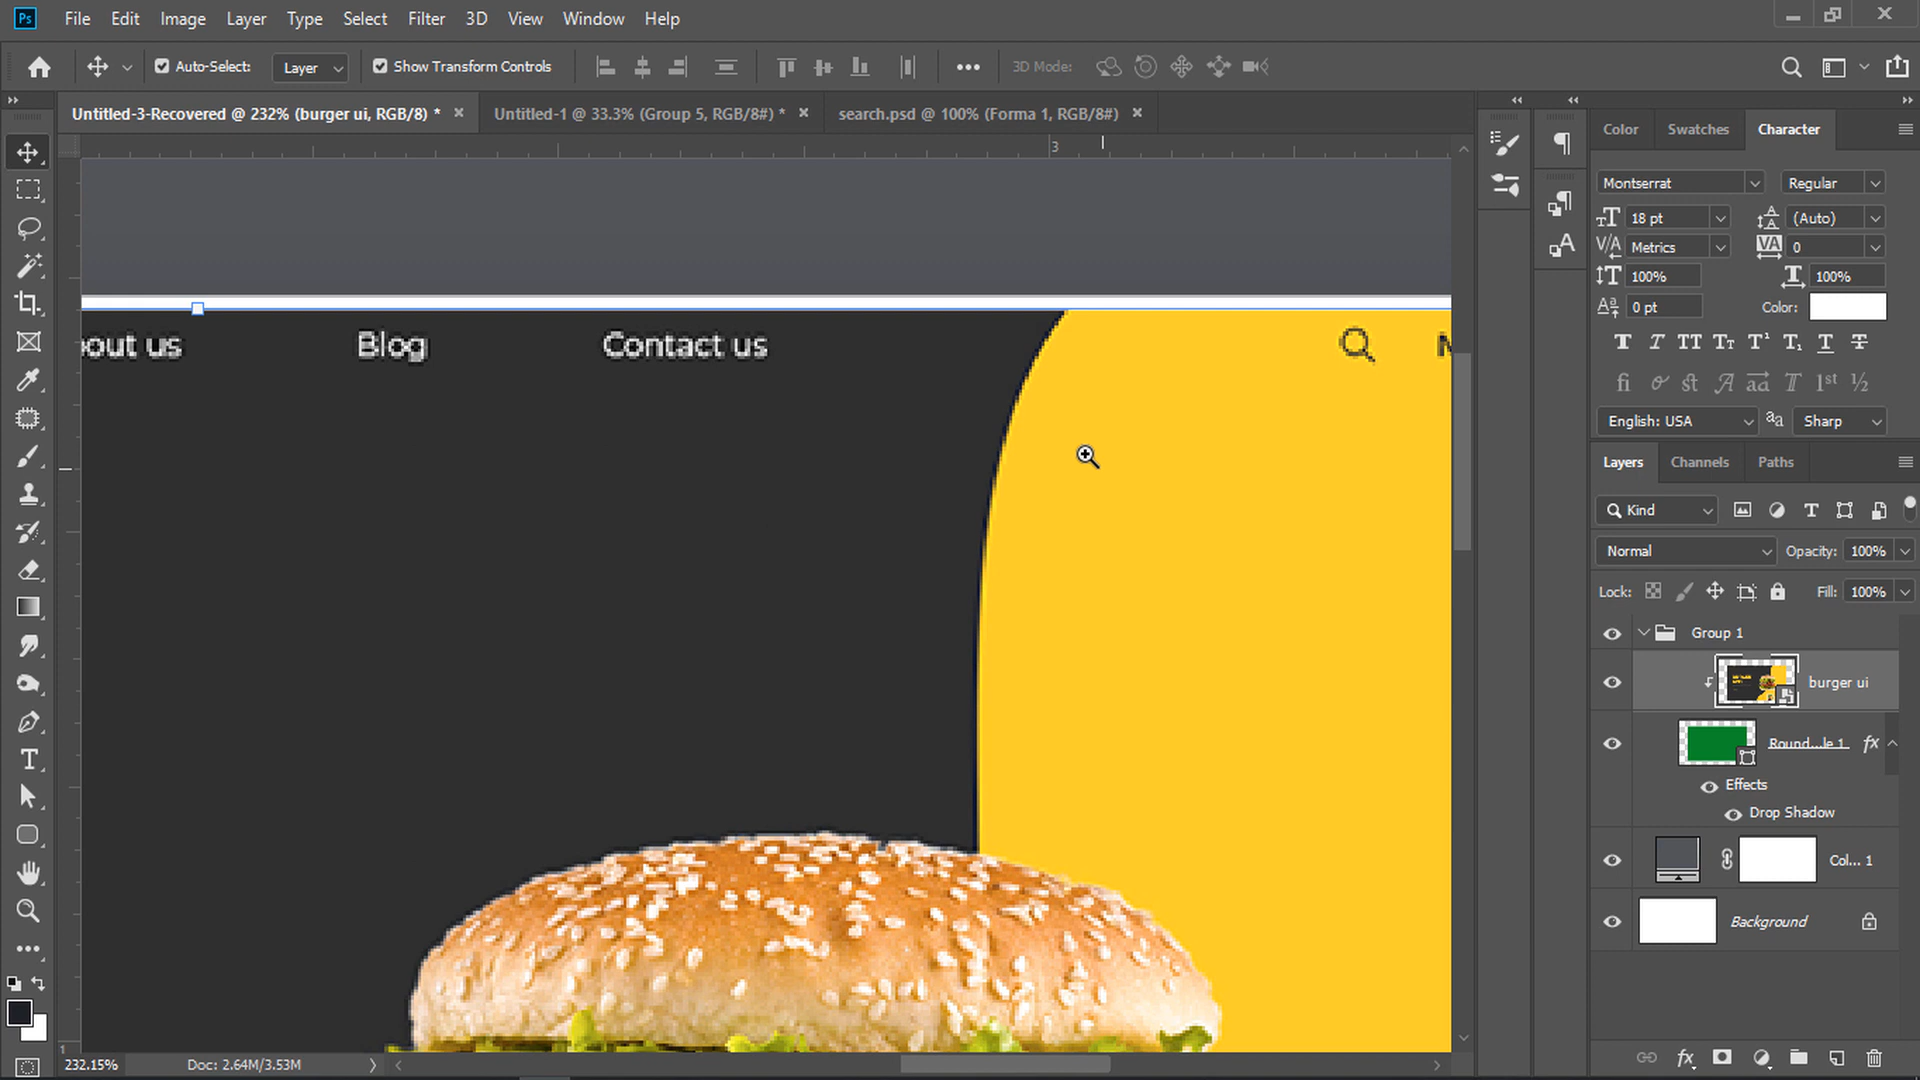 Ps File Edit Image Layer Type Select Filter 3D View Window Help
Auto-Select: Layer Show Transform Controls 3D Mode:
Untitled-3-Recovered @ 232% (burger ui, RGB/8) * Untitled-1 @ 33.3% (Group 5, RGB/8#) * search.psd @ 100% (Forma 1, RGB/8#)
3
out us Blog Contact us
1
232.15% Doc: 2.64M/3.53M
Color Swatches Character
Montserrat Regular
18 pt (Auto)
Metrics 0
100% 100%
0 pt Color:
English: USA aa Sharp
Layers Channels Paths
Kind
Normal Opacity: 100%
Lock: Fill: 100%
Group 1
burger ui
Round...le 1 fx
Effects
Drop Shadow
Col... 1
Background
fx